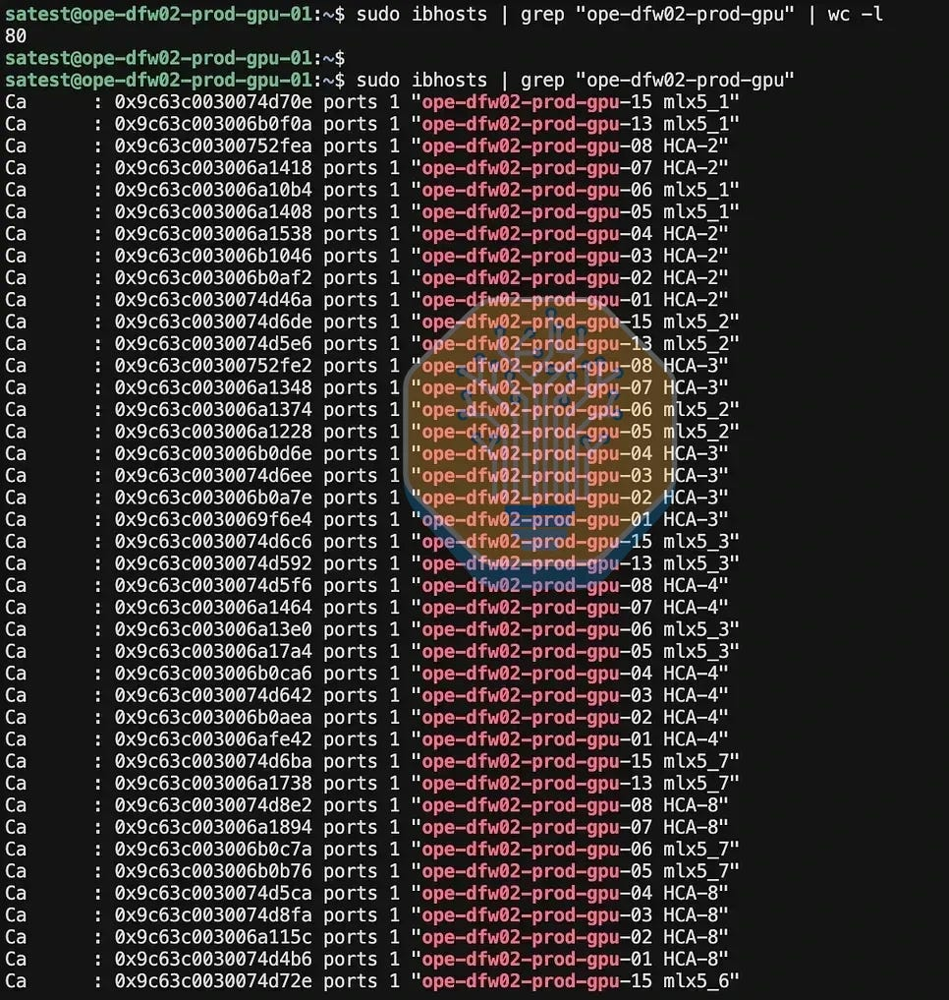 satest@ope-dfw02-prod-gpu-01:~$ sudo ibhosts | grep "ope-dfw02-prod-gpu" | wc -l
80
satest@ope-dfw02-prod-gpu-01:~$
satest@ope-dfw02-prod-gpu-01:~$ sudo ibhosts | grep "ope-dfw02-prod-gpu"
Ca : 0x9c63c0030074d70e ports 1 "ope-dfw02-prod-gpu-15 mlx5_1"
Ca : 0x9c63c003006b0f0a ports 1 "ope-dfw02-prod-gpu-13 mlx5_1"
Ca : 0x9c63c00300752fea ports 1 "ope-dfw02-prod-gpu-08 HCA-2"
Ca : 0x9c63c003006a1418 ports 1 "ope-dfw02-prod-gpu-07 HCA-2"
Ca : 0x9c63c003006a10b4 ports 1 "ope-dfw02-prod-gpu-06 mlx5_1"
Ca : 0x9c63c003006a1408 ports 1 "ope-dfw02-prod-gpu-05 mlx5_1"
Ca : 0x9c63c003006a1538 ports 1 "ope-dfw02-prod-gpu-04 HCA-2"
Ca : 0x9c63c003006b1046 ports 1 "ope-dfw02-prod-gpu-03 HCA-2"
Ca : 0x9c63c003006b0af2 ports 1 "ope-dfw02-prod-gpu-02 HCA-2"
Ca : 0x9c63c0030074d46a ports 1 "ope-dfw02-prod-gpu-01 HCA-2"
Ca : 0x9c63c0030074d6de ports 1 "ope-dfw02-prod-gpu-15 mlx5_2"
Ca : 0x9c63c0030074d5e6 ports 1 "ope-dfw02-prod-gpu-13 mlx5_2"
Ca : 0x9c63c00300752fe2 ports 1 "ope-dfw02-prod-gpu-08 HCA-3"
Ca : 0x9c63c003006a1348 ports 1 "ope-dfw02-prod-gpu-07 HCA-3"
Ca : 0x9c63c003006a1374 ports 1 "ope-dfw02-prod-gpu-06 mlx5_2"
Ca : 0x9c63c003006a1228 ports 1 "ope-dfw02-prod-gpu-05 mlx5_2"
Ca : 0x9c63c003006b0d6e ports 1 "ope-dfw02-prod-gpu-04 HCA-3"
Ca : 0x9c63c0030074d6ee ports 1 "ope-dfw02-prod-gpu-03 HCA-3"
Ca : 0x9c63c003006b0a7e ports 1 "ope-dfw02-prod-gpu-02 HCA-3"
Ca : 0x9c63c0030069f6e4 ports 1 "ope-dfw02-prod-gpu-01 HCA-3"
Ca : 0x9c63c0030074d6c6 ports 1 "ope-dfw02-prod-gpu-15 mlx5_3"
Ca : 0x9c63c0030074d592 ports 1 "ope-dfw02-prod-gpu-13 mlx5_3"
Ca : 0x9c63c0030074d5f6 ports 1 "ope-dfw02-prod-gpu-08 HCA-4"
Ca : 0x9c63c003006a1464 ports 1 "ope-dfw02-prod-gpu-07 HCA-4"
Ca : 0x9c63c003006a13e0 ports 1 "ope-dfw02-prod-gpu-06 mlx5_3"
Ca : 0x9c63c003006a17a4 ports 1 "ope-dfw02-prod-gpu-05 mlx5_3"
Ca : 0x9c63c003006b0ca6 ports 1 "ope-dfw02-prod-gpu-04 HCA-4"
Ca : 0x9c63c0030074d642 ports 1 "ope-dfw02-prod-gpu-03 HCA-4"
Ca : 0x9c63c003006b0aea ports 1 "ope-dfw02-prod-gpu-02 HCA-4"
Ca : 0x9c63c003006afe42 ports 1 "ope-dfw02-prod-gpu-01 HCA-4"
Ca : 0x9c63c0030074d6ba ports 1 "ope-dfw02-prod-gpu-15 mlx5_7"
Ca : 0x9c63c003006a1738 ports 1 "ope-dfw02-prod-gpu-13 mlx5_7"
Ca : 0x9c63c0030074d8e2 ports 1 "ope-dfw02-prod-gpu-08 HCA-8"
Ca : 0x9c63c003006a1894 ports 1 "ope-dfw02-prod-gpu-07 HCA-8"
Ca : 0x9c63c003006b0c7a ports 1 "ope-dfw02-prod-gpu-06 mlx5_7"
Ca : 0x9c63c003006b0b76 ports 1 "ope-dfw02-prod-gpu-05 mlx5_7"
Ca : 0x9c63c0030074d5ca ports 1 "ope-dfw02-prod-gpu-04 HCA-8"
Ca : 0x9c63c0030074d8fa ports 1 "ope-dfw02-prod-gpu-03 HCA-8"
Ca : 0x9c63c003006a115c ports 1 "ope-dfw02-prod-gpu-02 HCA-8"
Ca : 0x9c63c0030074d4b6 ports 1 "ope-dfw02-prod-gpu-01 HCA-8"
Ca : 0x9c63c0030074d72e ports 1 "ope-dfw02-prod-gpu-15 mlx5_6"